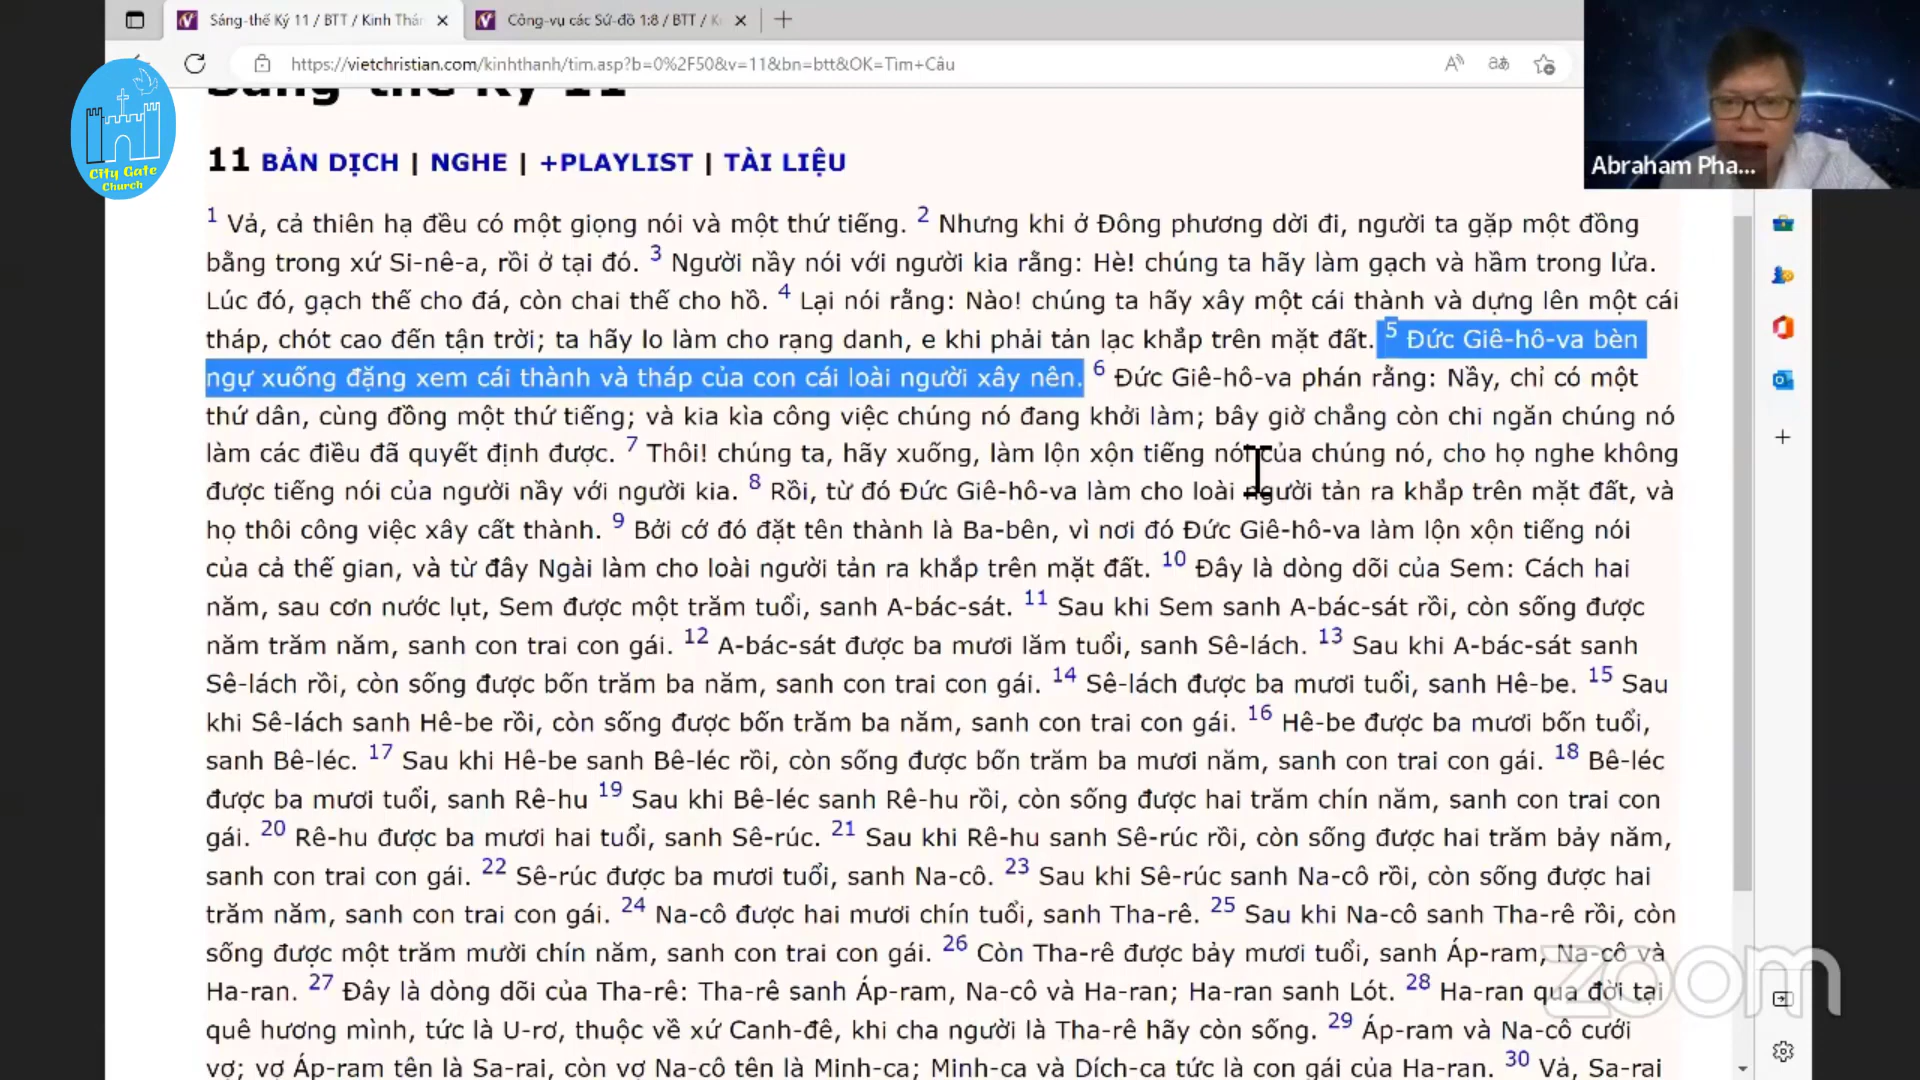 Sáng-thế Ký 11 / BTT / Kinh Thán
Công-vụ các Sứ-đồ 1:8 / BTT / K
https://vietchristian.com/kinhthanh/tim.asp?b=0%2F50&v=11&bn=btt&OK=Tìm+Câu
City Gate
Church
Abraham Pha...
Sáng-thế Ký 11
11 BẢN DỊCH | NGHE | +PLAYLIST | TÀI LIỆU
1 Vả, cả thiên hạ đều có một giọng nói và một thứ tiếng. 2 Nhưng khi ở Đông phương dời đi, người ta gặp một đồng
bằng trong xứ Si-nê-a, rồi ở tại đó. 3 Người nầy nói với người kia rằng: Hè! chúng ta hãy làm gạch và hầm trong lửa.
Lúc đó, gạch thế cho đá, còn chai thế cho hồ. 4 Lại nói rằng: Nào! chúng ta hãy xây một cái thành và dựng lên một cái
tháp, chót cao đến tận trời; ta hãy lo làm cho rạng danh, e khi phải tản lạc khắp trên mặt đất. 5 Đức Giê-hô-va bèn
ngự xuống đặng xem cái thành và tháp của con cái loài người xây nên. 6 Đức Giê-hô-va phán rằng: Nầy, chỉ có một
thứ dân, cùng đồng một thứ tiếng; và kia kìa công việc chúng nó đang khởi làm; bây giờ chẳng còn chi ngăn chúng nó
làm các điều đã quyết định được. 7 Thôi! chúng ta, hãy xuống, làm lộn xộn tiếng nói của chúng nó, cho họ nghe không
được tiếng nói của người nầy với người kia. 8 Rồi, từ đó Đức Giê-hô-va làm cho loài người tản ra khắp trên mặt đất, và
họ thôi công việc xây cất thành. 9 Bởi cớ đó đặt tên thành là Ba-bên, vì nơi đó Đức Giê-hô-va làm lộn xộn tiếng nói
của cả thế gian, và từ đây Ngài làm cho loài người tản ra khắp trên mặt đất. 10 Đây là dòng dõi của Sem: Cách hai
năm, sau cơn nước lụt, Sem được một trăm tuổi, sanh A-bác-sát. 11 Sau khi Sem sanh A-bác-sát rồi, còn sống được
năm trăm năm, sanh con trai con gái. 12 A-bác-sát được ba mươi lăm tuổi, sanh Sê-lách. 13 Sau khi A-bác-sát sanh
Sê-lách rồi, còn sống được bốn trăm ba năm, sanh con trai con gái. 14 Sê-lách được ba mươi tuổi, sanh Hê-be. 15 Sau
khi Sê-lách sanh Hê-be rồi, còn sống được bốn trăm ba năm, sanh con trai con gái. 16 Hê-be được ba mươi bốn tuổi,
sanh Bê-léc. 17 Sau khi Hê-be sanh Bê-léc rồi, còn sống được bốn trăm ba mươi năm, sanh con trai con gái. 18 Bê-léc
được ba mươi tuổi, sanh Rê-hu 19 Sau khi Bê-léc sanh Rê-hu rồi, còn sống được hai trăm chín năm, sanh con trai con
gái. 20 Rê-hu được ba mươi hai tuổi, sanh Sê-rúc. 21 Sau khi Rê-hu sanh Sê-rúc rồi, còn sống được hai trăm bảy năm,
sanh con trai con gái. 22 Sê-rúc được ba mươi tuổi, sanh Na-cô. 23 Sau khi Sê-rúc sanh Na-cô rồi, còn sống được hai
trăm năm, sanh con trai con gái. 24 Na-cô được hai mươi chín tuổi, sanh Tha-rê. 25 Sau khi Na-cô sanh Tha-rê rồi, còn
sống được một trăm mười chín năm, sanh con trai con gái. 26 Còn Tha-rê được bảy mươi tuổi, sanh Áp-ram, Na-cô và
Ha-ran. 27 Đây là dòng dõi của Tha-rê: Tha-rê sanh Áp-ram, Na-cô và Ha-ran; Ha-ran sanh Lót. 28 Ha-ran qua đời tại
quê hương mình, tức là U-rơ, thuộc về xứ Canh-đê, khi cha người là Tha-rê hãy còn sống. 29 Áp-ram và Na-cô cưới
vợ; vợ Áp-ram tên là Sa-rai, còn vợ Na-cô tên là Minh-ca; Minh-ca và Dích-ca tức là con gái của Ha-ran. 30 Vả, Sa-rai
zoom